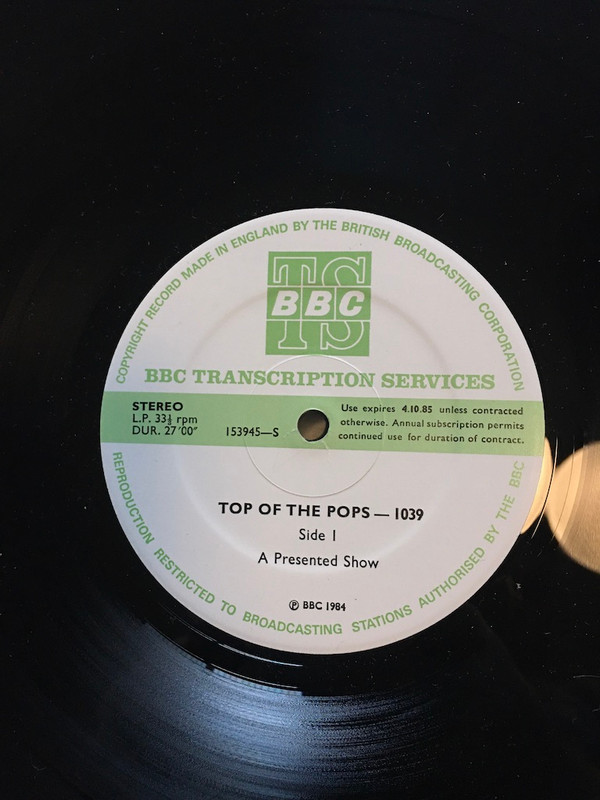 COPYRIGHT RECORD MADE IN ENGLAND BY THE BRITISH BROADCASTING CORPORATION
TS
BBC
BBC TRANSCRIPTION SERVICES
STEREO
L.P. 33⅓ rpm
DUR. 27'00"
153945—S
Use expires 4.10.85 unless contracted
otherwise. Annual subscription permits
continued use for duration of contract.
TOP OF THE POPS — 1039
Side 1
A Presented Show
℗ BBC 1984
REPRODUCTION RESTRICTED TO BROADCASTING STATIONS AUTHORISED BY THE BBC